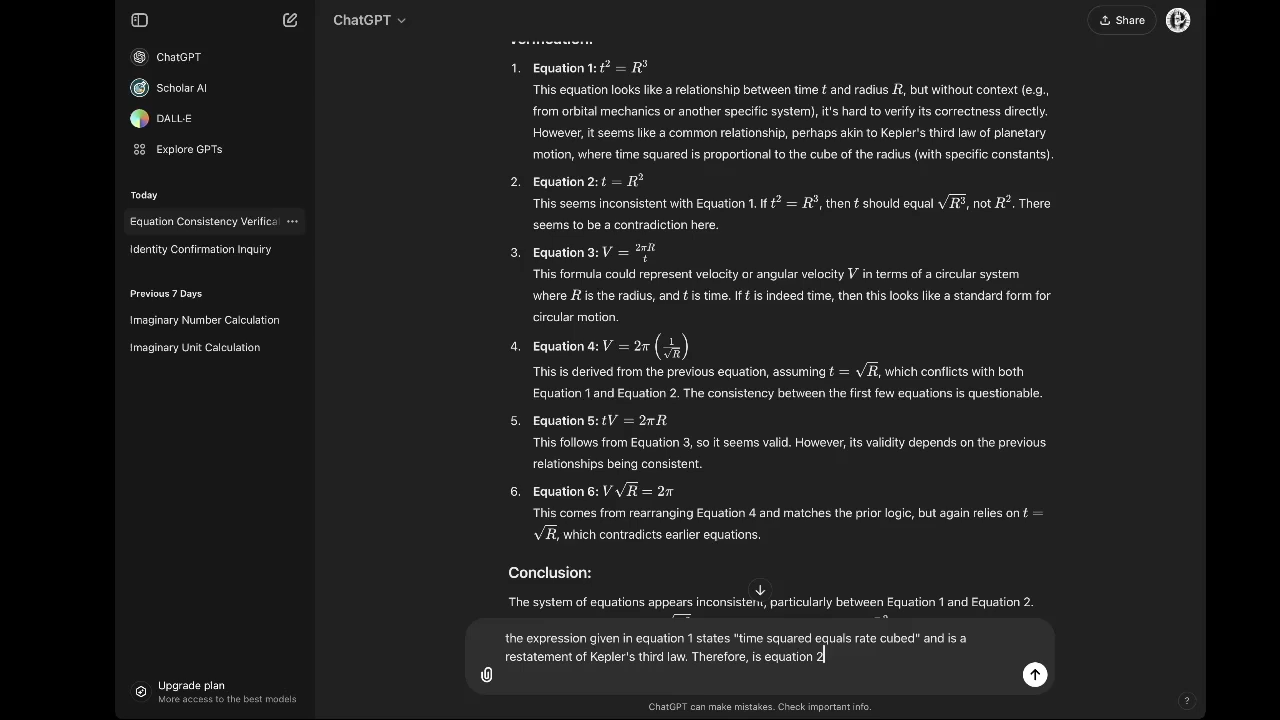 ChatGPT
Share
ChatGPT
Scholar AI
DALL·E
Explore GPTs
Today
Equation Consistency Verifica
Identity Confirmation Inquiry
Previous 7 Days
Imaginary Number Calculation
Imaginary Unit Calculation
Upgrade plan
More access to the best models
Verification:
1. Equation 1: t² = R³
This equation looks like a relationship between time t and radius R, but without context (e.g.,
from orbital mechanics or another specific system), it's hard to verify its correctness directly.
However, it seems like a common relationship, perhaps akin to Kepler's third law of planetary
motion, where time squared is proportional to the cube of the radius (with specific constants).
2. Equation 2: t = R²
This seems inconsistent with Equation 1. If t² = R³, then t should equal √R³, not R². There
seems to be a contradiction here.
3. Equation 3: V = 2πR/t
This formula could represent velocity or angular velocity V in terms of a circular system
where R is the radius, and t is time. If t is indeed time, then this looks like a standard form for
circular motion.
4. Equation 4: V = 2π (1/√R)
This is derived from the previous equation, assuming t = √R, which conflicts with both
Equation 1 and Equation 2. The consistency between the first few equations is questionable.
5. Equation 5: tV = 2πR
This follows from Equation 3, so it seems valid. However, its validity depends on the previous
relationships being consistent.
6. Equation 6: V√R = 2π
This comes from rearranging Equation 4 and matches the prior logic, but again relies on t =
√R, which contradicts earlier equations.
Conclusion:
The system of equations appears inconsistent, particularly between Equation 1 and Equation 2.
the expression given in equation 1 states "time squared equals rate cubed" and is a
restatement of Kepler's third law. Therefore, is equation 2
ChatGPT can make mistakes. Check important info.
?